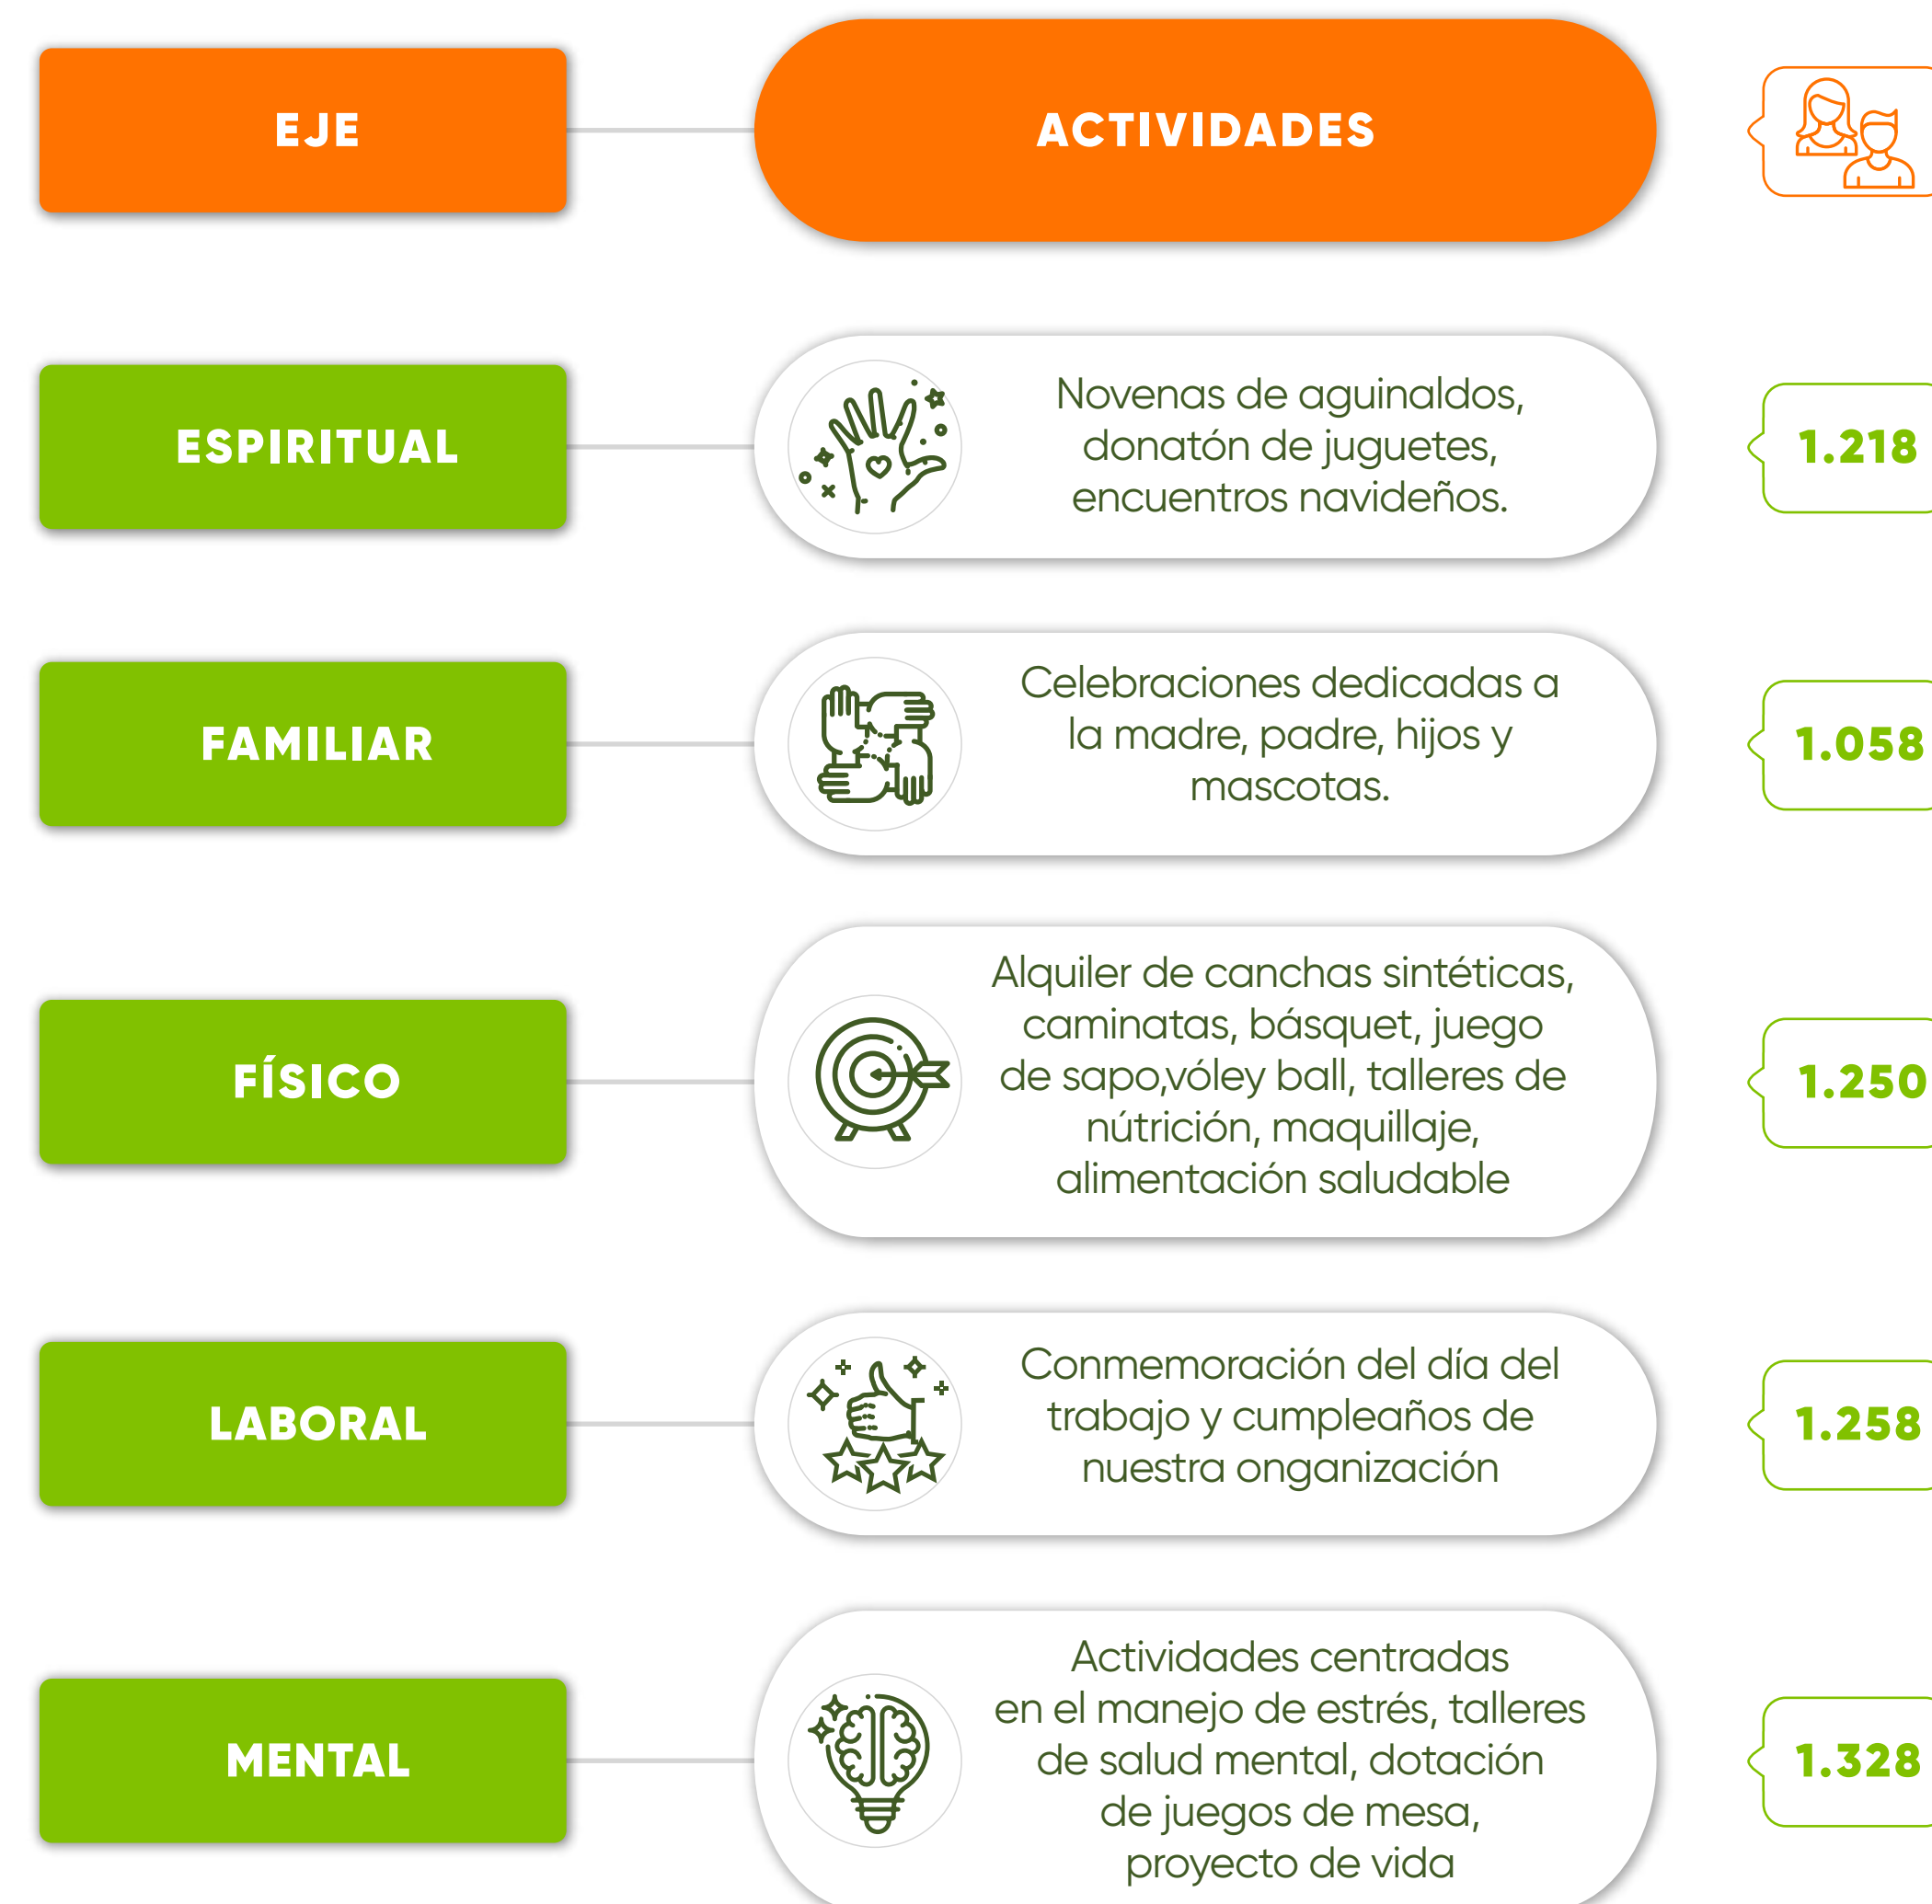 EJE
ACTIVIDADES
ESPIRITUAL
Novenas de aguinaldos,
donatón de juguetes,
encuentros navideños.
1.218
FAMILIAR
Celebraciones dedicadas a
la madre, padre, hijos y
mascotas.
1.058
FÍSICO
Alquiler de canchas sintéticas,
caminatas, básquet, juego
de sapo,vóley ball, talleres de
nútrición, maquillaje,
alimentación saludable
1.250
LABORAL
Conmemoración del día del
trabajo y cumpleaños de
nuestra onganización
1.258
MENTAL
Actividades centradas
en el manejo de estrés, talleres
de salud mental, dotación
de juegos de mesa,
proyecto de vida
1.328